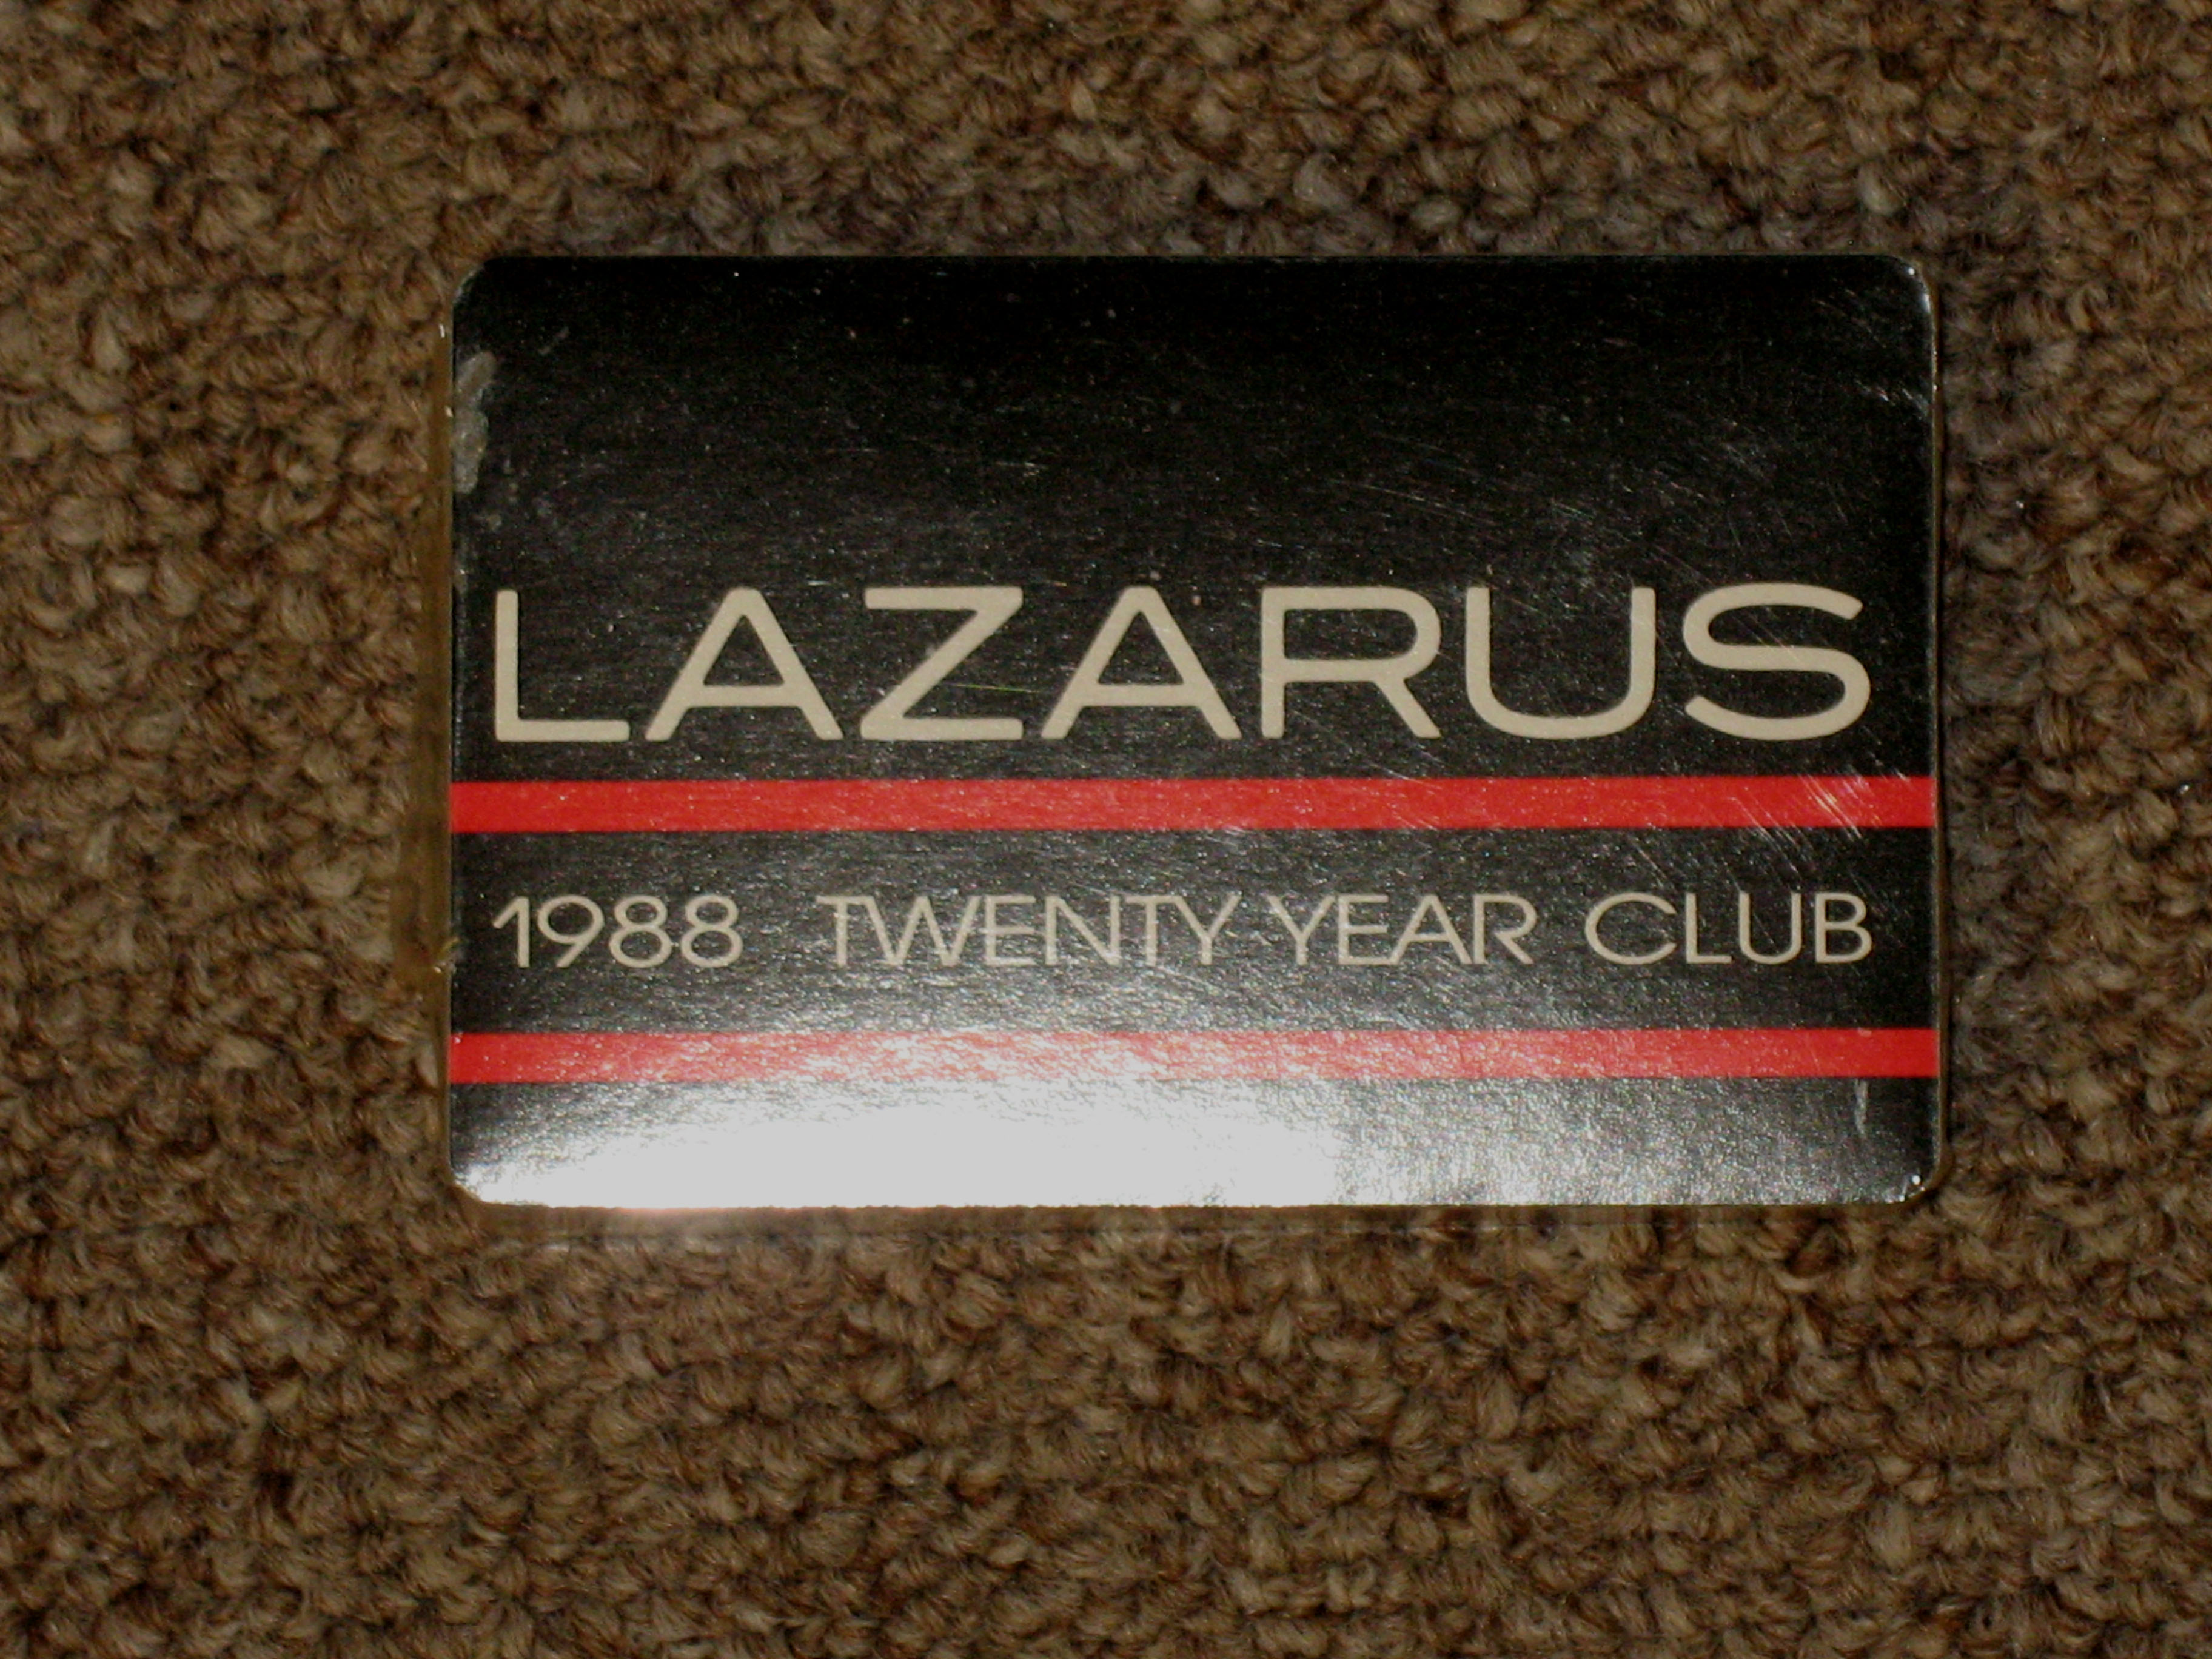 LAZARUS
1988 TWENTY YEAR CLUB